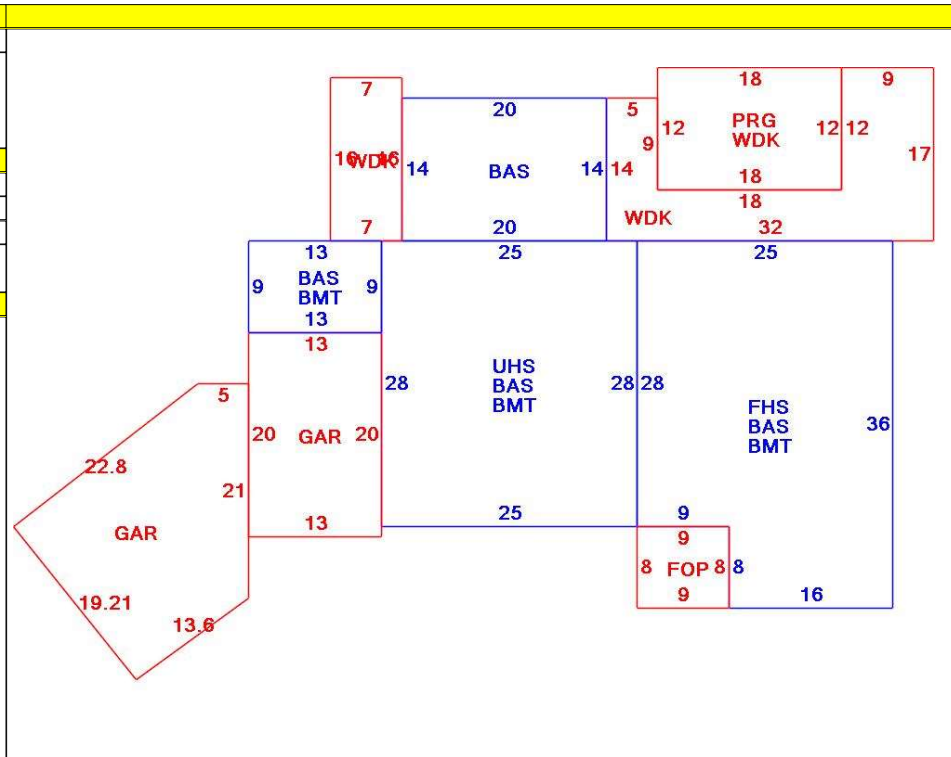 7
16 WDK 16
7
20
14 BAS 14
20
5
14
9
WDK
32
18
12 PRG 12
WDK
18
18
9
12
17
13
9 BAS 9
BMT
13
13
20 GAR 20
13
25
28 UHS 28
BAS
BMT
25
25
28 FHS 36
BAS
BMT
9
8
16
9
8 FOP 8
9
5
22.8
21
GAR
19.21
13.6